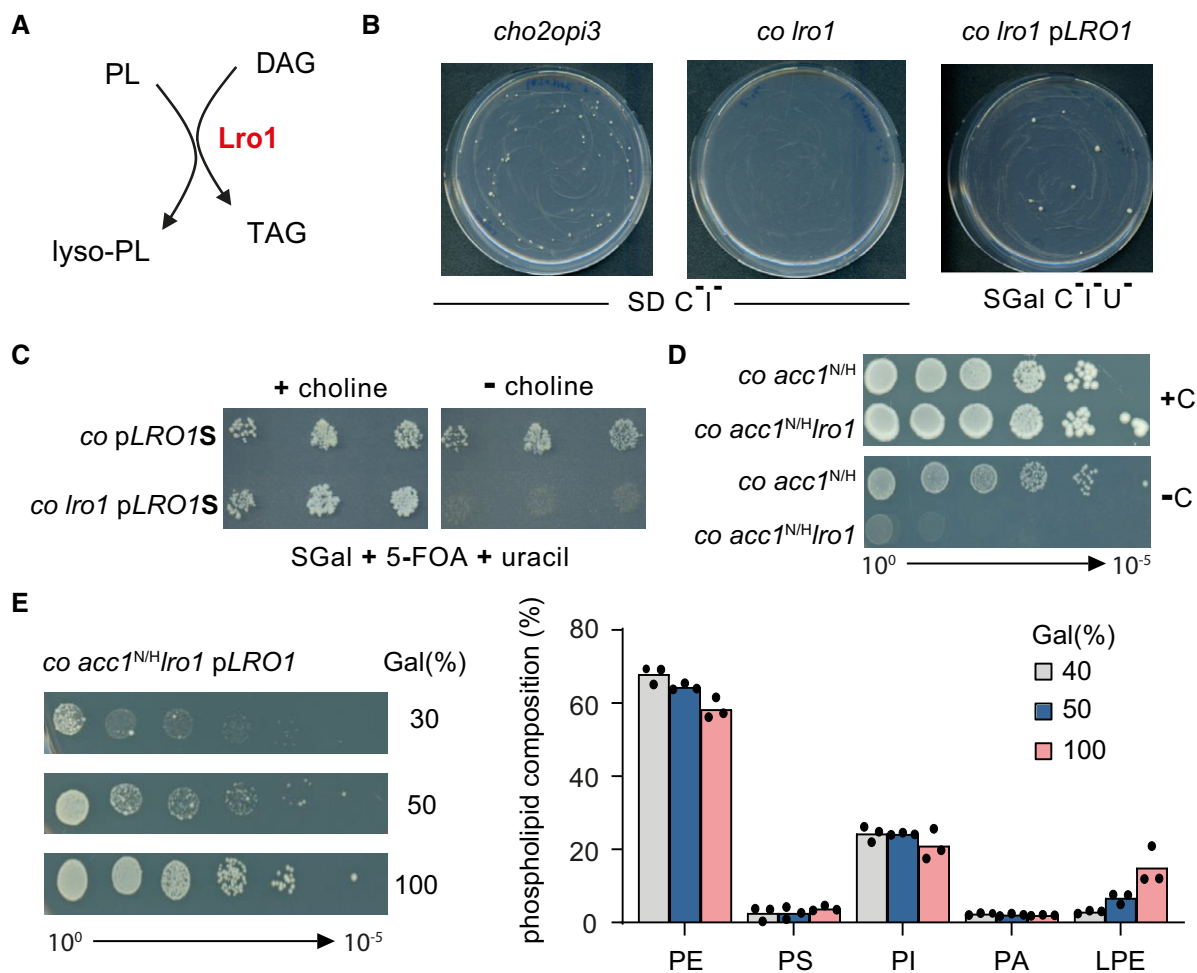 A
PL
DAG
Lro1
lyso-PL
TAG
B
cho2opi3
co lro1
co lro1 pLRO1
SD C⁻I⁻
SGal C⁻I⁻U⁻
C
+ choline
- choline
co pLRO1S
co lro1 pLRO1S
SGal + 5-FOA + uracil
D
co acc1ᴺ/ᴴ
co acc1ᴺ/ᴴlro1
+C
co acc1ᴺ/ᴴ
co acc1ᴺ/ᴴlro1
-C
10⁰
10⁻⁵
E
co acc1ᴺ/ᴴlro1 pLRO1
Gal(%)
30
50
100
10⁰
10⁻⁵
phospholipid composition (%)
80
60
40
20
0
PE
PS
PI
PA
LPE
Gal(%)
40
50
100